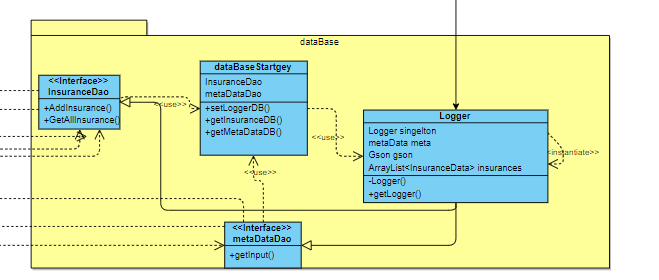 dataBase
<<Interface>>
InsuranceDao
+AddInsurance()
+GetAllInsurance()
<<use>>
dataBaseStartgey
InsuranceDao
metaDataDao
+setLoggerDB()
+getInsuranceDB()
+getMetaDataDB()
<<use>>
Logger
Logger singelton
metaData meta
Gson gson
ArrayList<InsuranceData> insurances
-Logger()
+getLogger()
<instantiate>>
<<use>>
<<Interface>>
metaDataDao
+getInput()